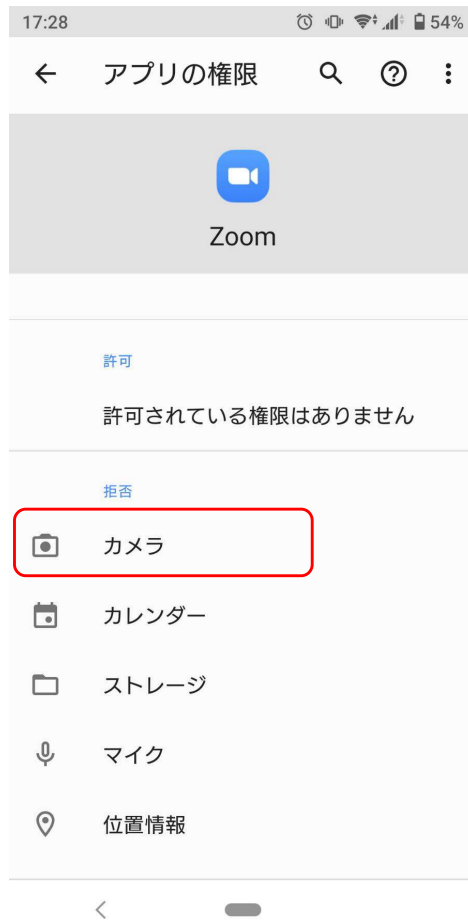 17:28 54%
アプリの権限
Zoom
許可
許可されている権限はありません
拒否
カメラ
カレンダー
ストレージ
マイク
位置情報